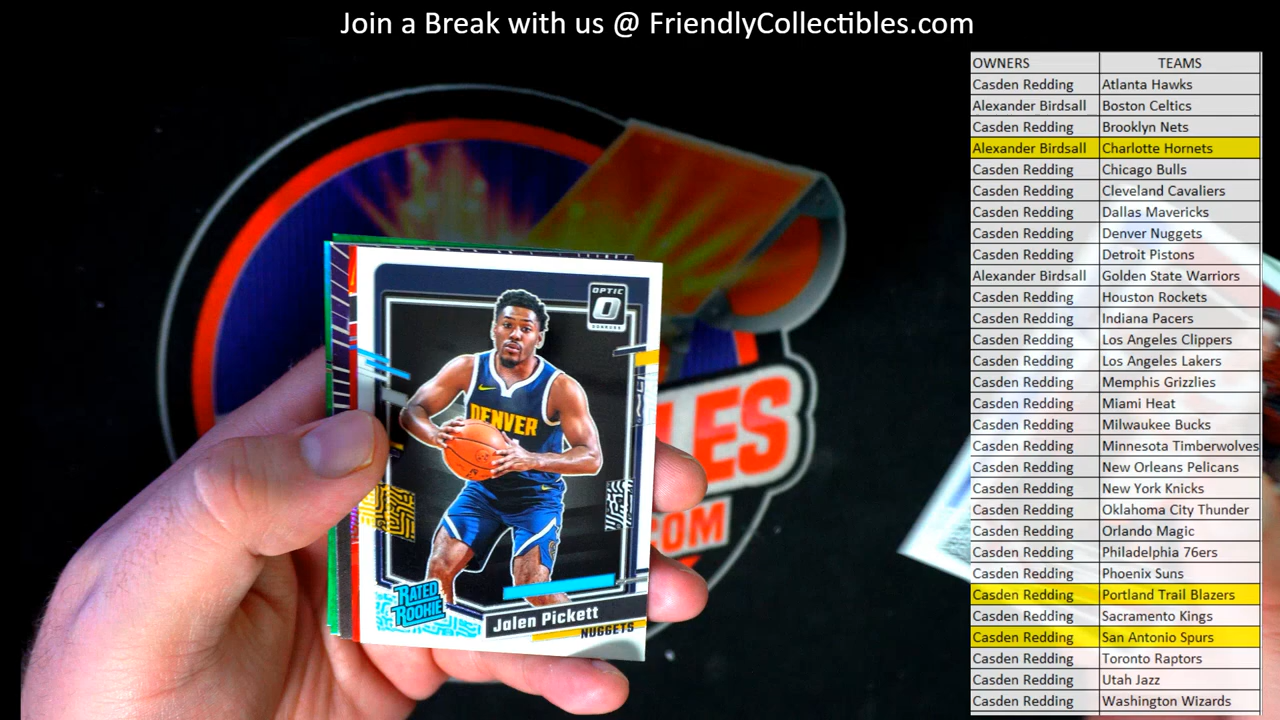 Join a Break with us @ FriendlyCollectibles.com
OWNERS TEAMS
Casden Redding Atlanta Hawks
Alexander Birdsall Boston Celtics
Casden Redding Brooklyn Nets
Alexander Birdsall Charlotte Hornets
Casden Redding Chicago Bulls
Casden Redding Cleveland Cavaliers
Casden Redding Dallas Mavericks
Casden Redding Denver Nuggets
Casden Redding Detroit Pistons
Alexander Birdsall Golden State Warriors
Casden Redding Houston Rockets
Casden Redding Indiana Pacers
Casden Redding Los Angeles Clippers
Casden Redding Los Angeles Lakers
Casden Redding Memphis Grizzlies
Casden Redding Miami Heat
Casden Redding Milwaukee Bucks
Casden Redding Minnesota Timberwolves
Casden Redding New Orleans Pelicans
Casden Redding New York Knicks
Casden Redding Oklahoma City Thunder
Casden Redding Orlando Magic
Casden Redding Philadelphia 76ers
Casden Redding Phoenix Suns
Casden Redding Portland Trail Blazers
Casden Redding Sacramento Kings
Casden Redding San Antonio Spurs
Casden Redding Toronto Raptors
Casden Redding Utah Jazz
Casden Redding Washington Wizards
OPTIC
DONRUSS
DENVER
RATED
ROOKIE
Jalen Pickett
NUGGETS
LES
.COM